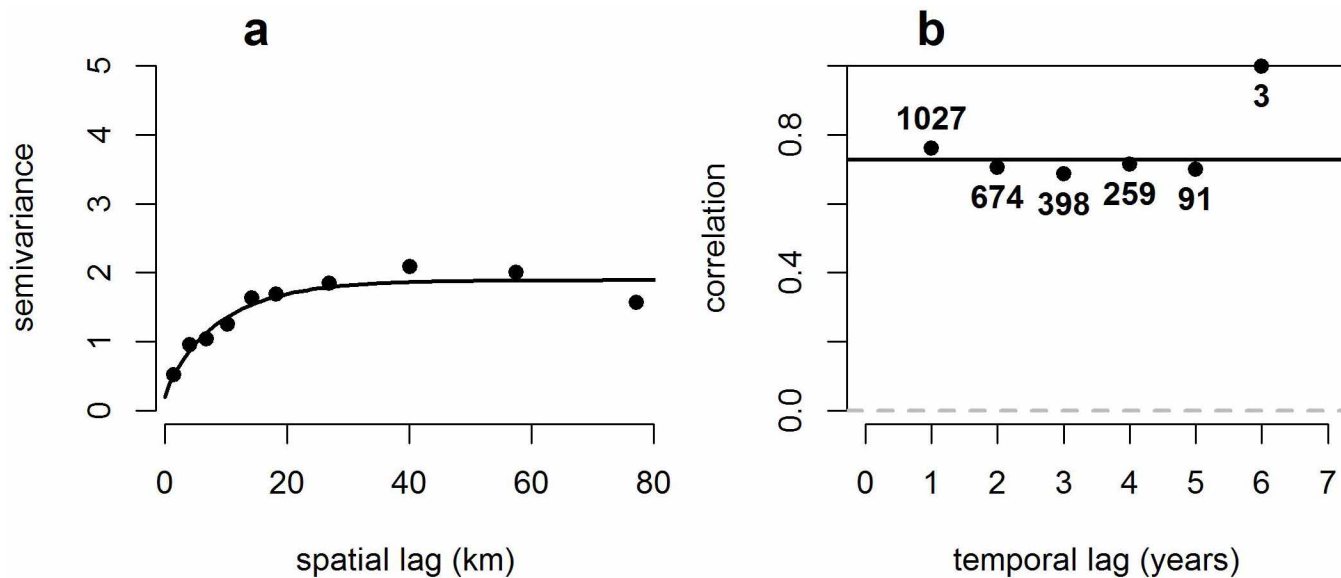 a
5
4
3
2
1
0
semivariance
0 20 40 60 80
spatial lag (km)
b
0.8
0.4
0.0
correlation
1027
674
398
259
91
3
0 1 2 3 4 5 6 7
temporal lag (years)